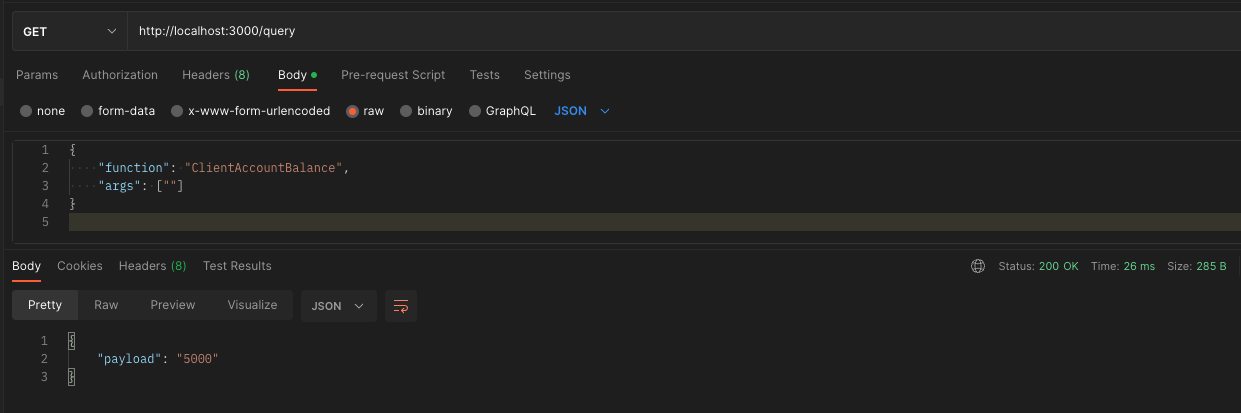 GET http://localhost:3000/query
Params Authorization Headers (8) Body Pre-request Script Tests Settings
none form-data x-www-form-urlencoded raw binary GraphQL JSON
1 {
2 "function": "ClientAccountBalance",
3 "args": [""]
4 }
5
Body Cookies Headers (8) Test Results Status: 200 OK Time: 26 ms Size: 285 B
Pretty Raw Preview Visualize JSON
1 {
2 "payload": "5000"
3 }